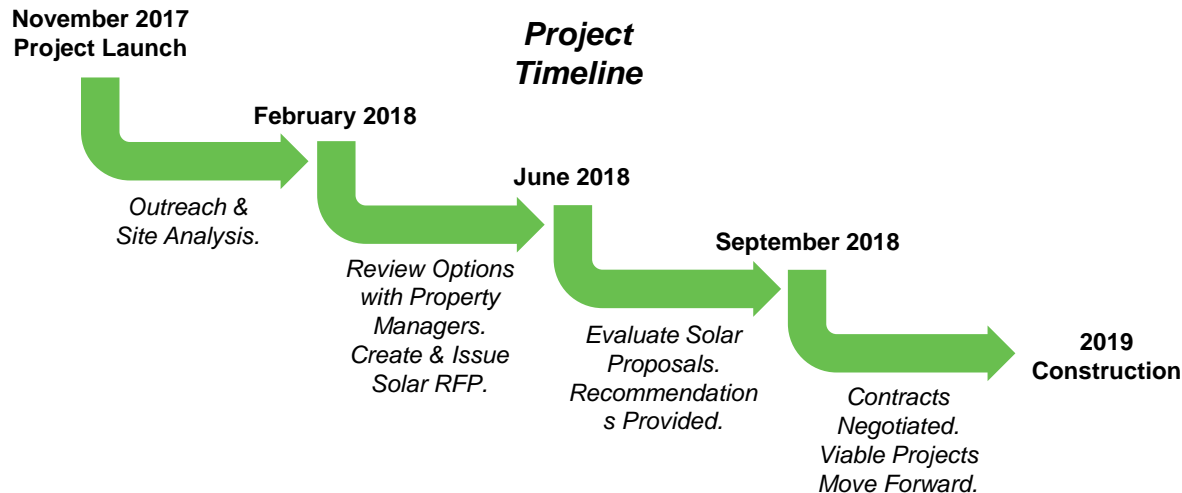 November 2017
Project Launch
Project
Timeline
February 2018
Outreach &
Site Analysis.
June 2018
Review Options
with Property
Managers.
Create & Issue
Solar RFP.
September 2018
Evaluate Solar
Proposals.
Recommendation
s Provided.
2019
Construction
Contracts
Negotiated.
Viable Projects
Move Forward.